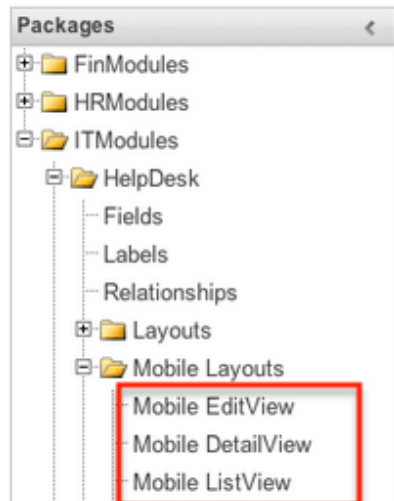 Packages
FinModules
HRModules
ITModules
HelpDesk
Fields
Labels
Relationships
Layouts
Mobile Layouts
Mobile EditView
Mobile DetailView
Mobile ListView